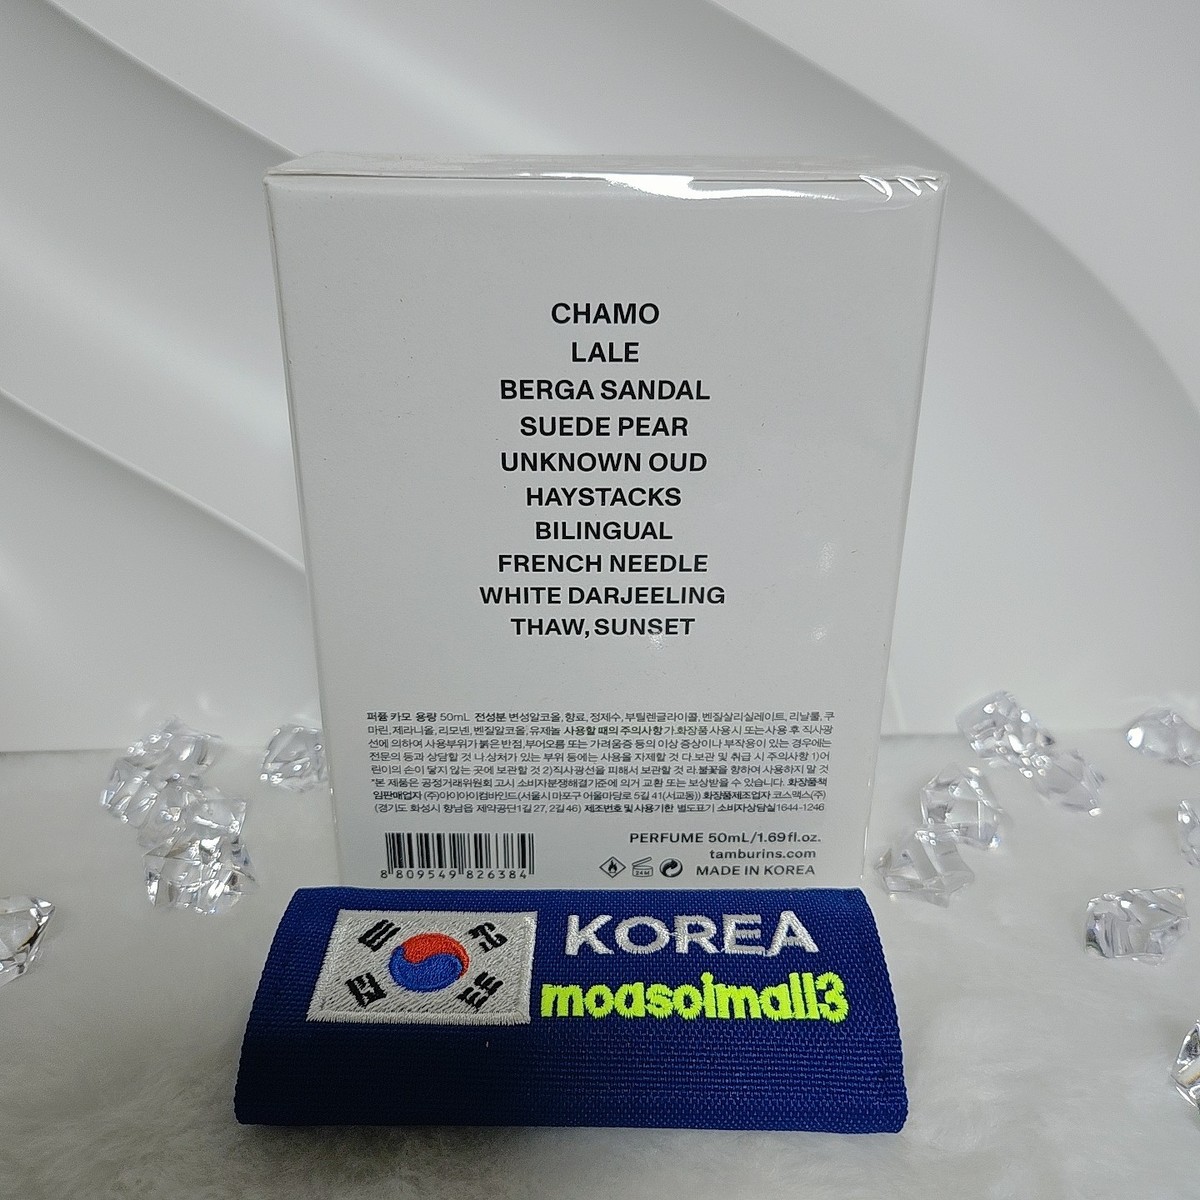 CHAMO
LALE
BERGA SANDAL
SUEDE PEAR
UNKNOWN OUD
HAYSTACKS
BILINGUAL
FRENCH NEEDLE
WHITE DARJEELING
THAW, SUNSET
퍼퓸 카모 용량 50mL 전성분 변성알코올, 향료, 정제수, 부틸렌글라이콜, 벤질살리실레이트, 리날룰, 쿠
마린, 제라니올, 리모넨, 벤질알코올, 유제놀 사용할 때의 주의사항 가.화장품 사용 시 또는 사용 후 직사광
선에 의하여 사용부위가 붉은 반점, 부어오름 또는 가려움증 등의 이상 증상이나 부작용이 있는 경우에는
전문의 등과 상담할 것 나.상처가 있는 부위 등에는 사용을 자제할 것 다.보관 및 취급 시 주의사항 1)어
린이의 손이 닿지 않는 곳에 보관할 것 2)직사광선을 피해서 보관할 것 라.불꽃을 향하여 사용하지 말 것
*본 제품은 공정거래위원회 고시 소비자분쟁해결기준에 의거 교환 또는 보상받을 수 있습니다. 화장품책
임판매업자 (주)아이아이컴바인드(서울시 마포구 어울마당로 5길 41(서교동)) 화장품제조업자 코스맥스(주)
(경기도 화성시 향남읍 제약공단1길 27, 2길 46) 제조번호 및 사용기한 별도표기 소비자상담실 1644-1246
PERFUME 50mL/1.69 fl.oz.
tamburins.com
24M
MADE IN KOREA
8 809549 826384
KOREA
moasolmall3